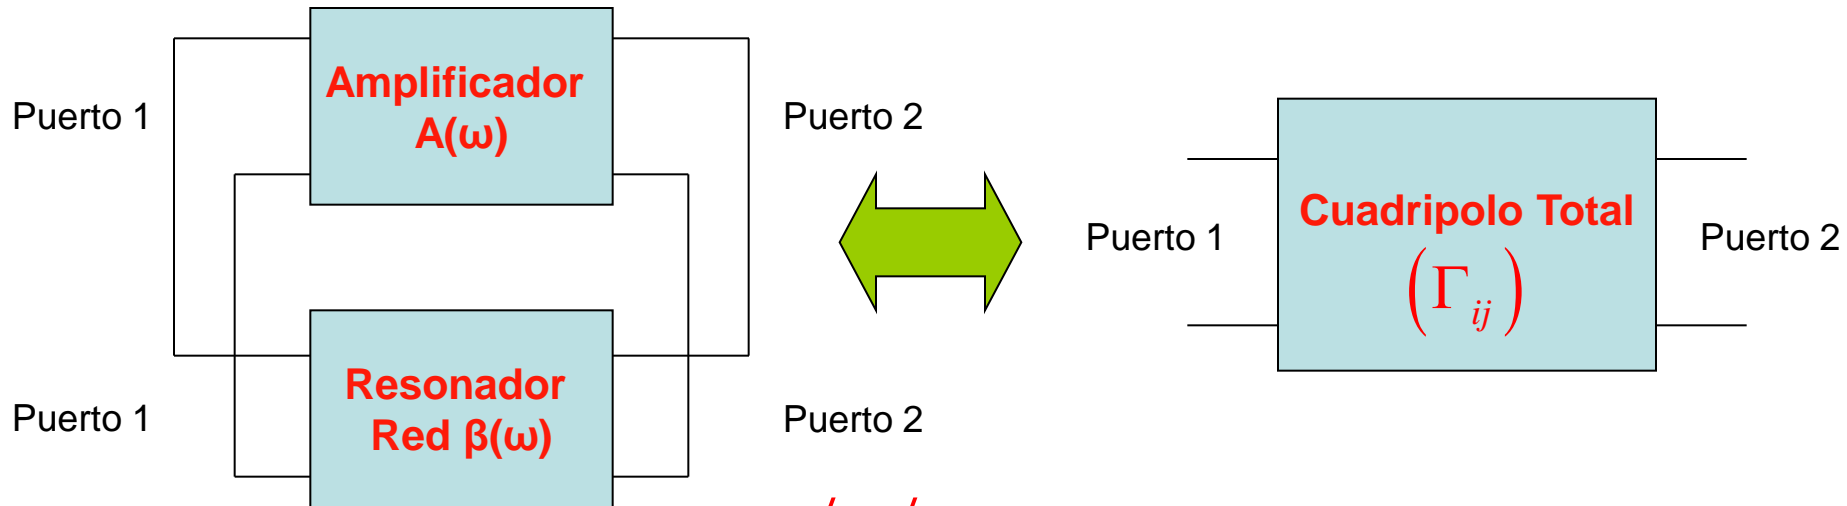 Amplificador
A(ω)
Puerto 1
Puerto 2
Resonador
Red β(ω)
Puerto 1
Puerto 2
Cuadripolo Total
(Γij)
Puerto 1
Puerto 2